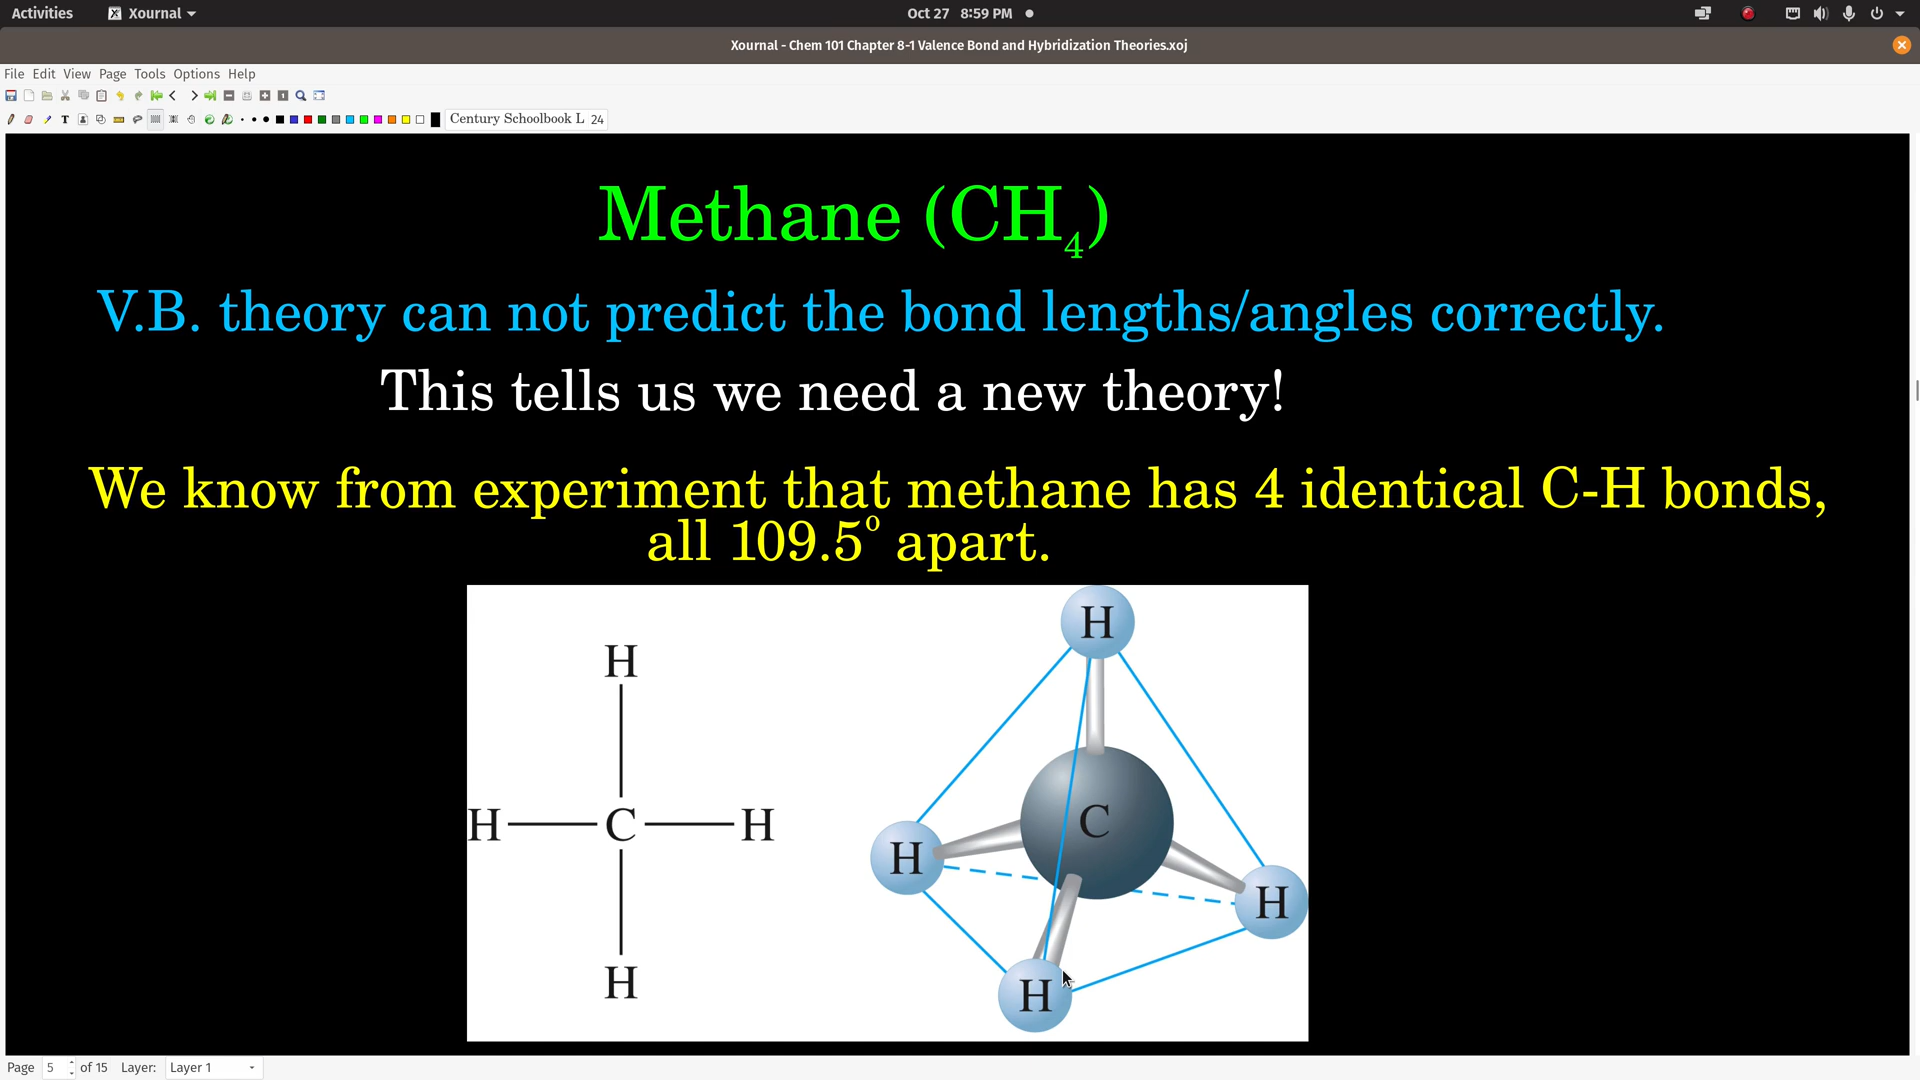 Activities
Xournal
Oct 27 8:59 PM
Xournal - Chem 101 Chapter 8-1 Valence Bond and Hybridization Theories.xoj
File Edit View Page Tools Options Help
Century Schoolbook L 24
Methane (CH₄)
V.B. theory can not predict the bond lengths/angles correctly.
This tells us we need a new theory!
We know from experiment that methane has 4 identical C-H bonds,
all 109.5º apart.
H
H C H
H
H
C
H
H
H
Page 5 of 15 Layer: Layer 1